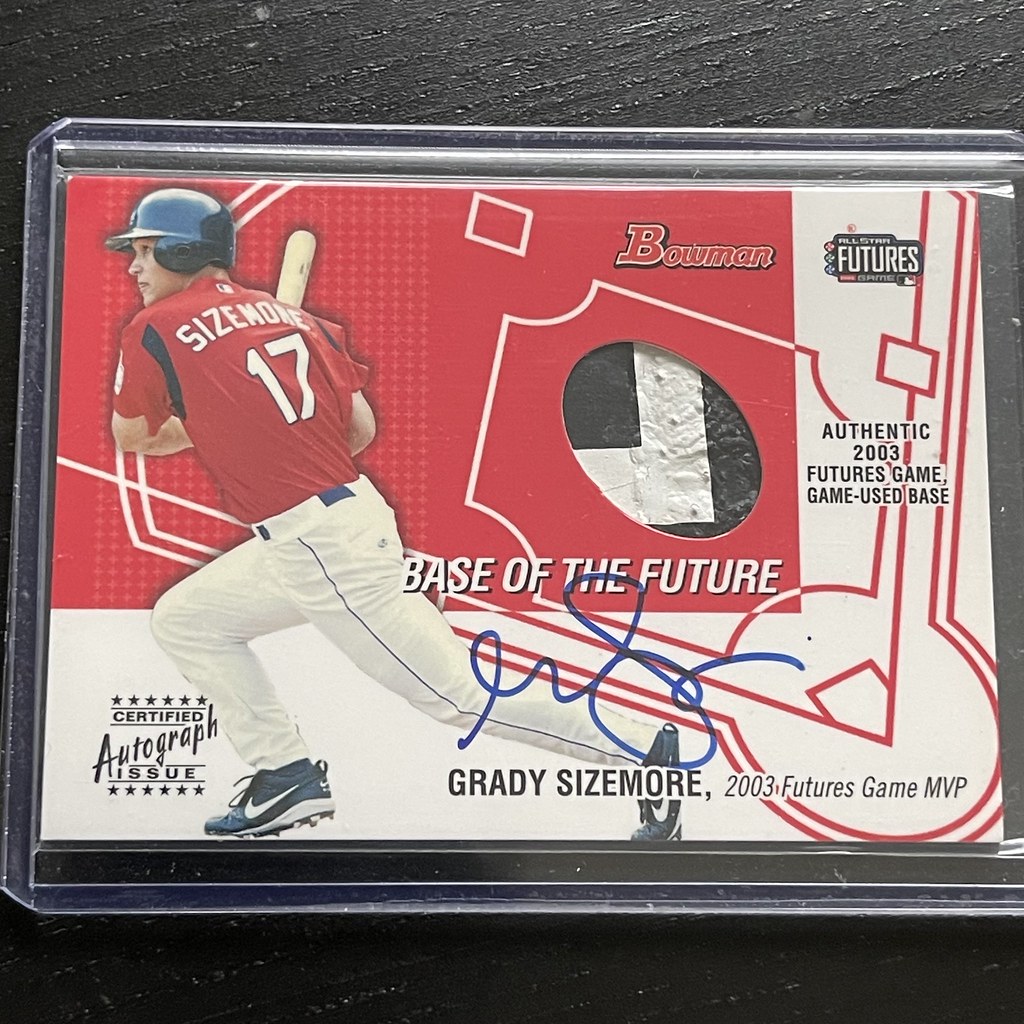 Bowman
ALL STAR
FUTURES
GAME
SIZEMORE
17
AUTHENTIC
2003
FUTURES GAME,
GAME-USED BASE
BASE OF THE FUTURE
CERTIFIED
Autograph
ISSUE
GRADY SIZEMORE, 2003 Futures Game MVP